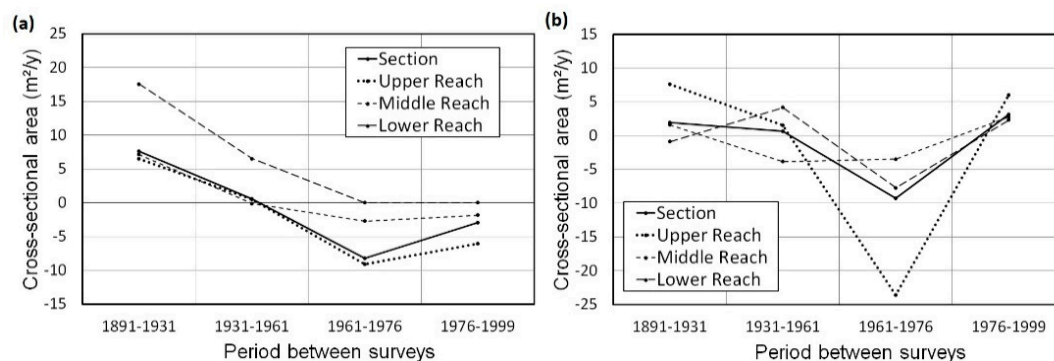 (a)
Cross-sectional area (m²/y)
25
20
15
10
5
0
-5
-10
-15
Section
Upper Reach
Middle Reach
Lower Reach
1891-1931 1931-1961 1961-1976 1976-1999
Period between surveys
(b)
Cross-sectional area (m²/y)
15
10
5
0
-5
-10
-15
-20
-25
Section
Upper Reach
Middle Reach
Lower Reach
1891-1931 1931-1961 1961-1976 1976-1999
Period between surveys